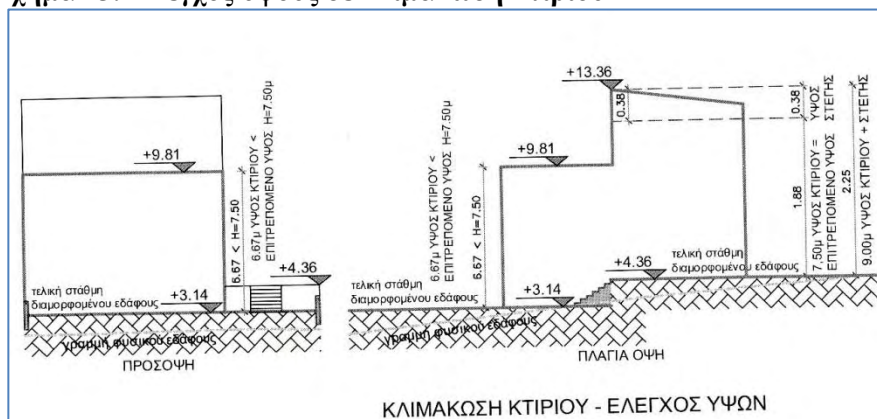 +9.81
6.67μ ΥΨΟΣ ΚΤΙΡΙΟΥ <
ΕΠΙΤΡΕΠΟΜΕΝΟ ΥΨΟΣ H=7.50μ
6.67 < H=7.50
+4.36
τελική στάθμη
διαμορφομένου εδάφους
+3.14
γραμμή φυσικού εδάφους
ΠΡΟΣΟΨΗ
+13.36
0.38
0.38
ΥΨΟΣ
ΣΤΕΓΗΣ
+9.81
6.67μ ΥΨΟΣ ΚΤΙΡΙΟΥ <
ΕΠΙΤΡΕΠΟΜΕΝΟ ΥΨΟΣ H=7.50μ
6.67 < H=7.50
1.88
7.50μ ΥΨΟΣ ΚΤΙΡΙΟΥ =
ΕΠΙΤΡΕΠΟΜΕΝΟ ΥΨΟΣ
2.25
9.00μ ΥΨΟΣ ΚΤΙΡΙΟΥ + ΣΤΕΓΗΣ
τελική στάθμη
διαμορφομένου εδάφους
+4.36
τελική στάθμη
διαμορφομένου εδάφους
+3.14
γραμμή φυσικού εδάφους
ΠΛΑΓΙΑ ΟΨΗ
ΚΛΙΜΑΚΩΣΗ ΚΤΙΡΙΟΥ - ΕΛΕΓΧΟΣ ΥΨΩΝ